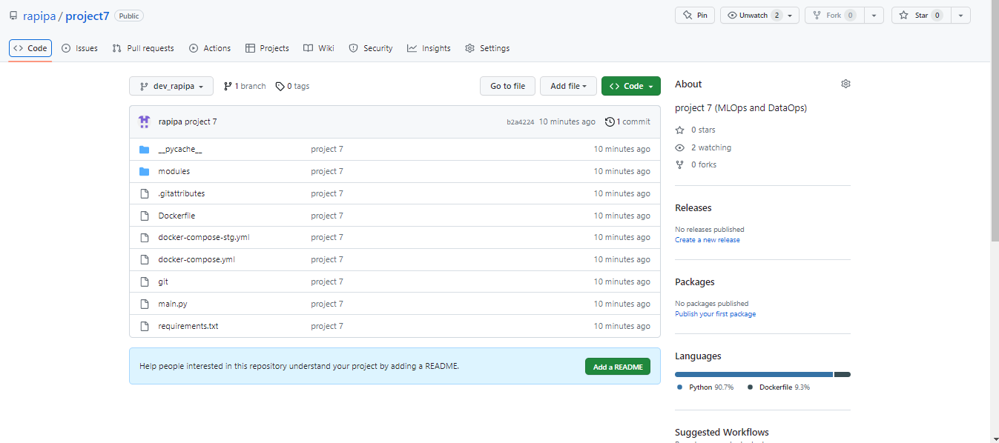 rapipa / project7 Public
Pin Unwatch 2 Fork 0 Star 0
Code Issues Pull requests Actions Projects Wiki Security Insights Settings
dev_rapipa 1 branch 0 tags Go to file Add file Code
rapipa project 7 b2a4224 10 minutes ago 1 commit
__pycache__ project 7 10 minutes ago
modules project 7 10 minutes ago
.gitattributes project 7 10 minutes ago
Dockerfile project 7 10 minutes ago
docker-compose-stg.yml project 7 10 minutes ago
docker-compose.yml project 7 10 minutes ago
git project 7 10 minutes ago
main.py project 7 10 minutes ago
requirements.txt project 7 10 minutes ago
Help people interested in this repository understand your project by adding a README. Add a README
About
project 7 (MLOps and DataOps)
0 stars
2 watching
0 forks
Releases
No releases published
Create a new release
Packages
No packages published
Publish your first package
Languages
Python 90.7% Dockerfile 9.3%
Suggested Workflows